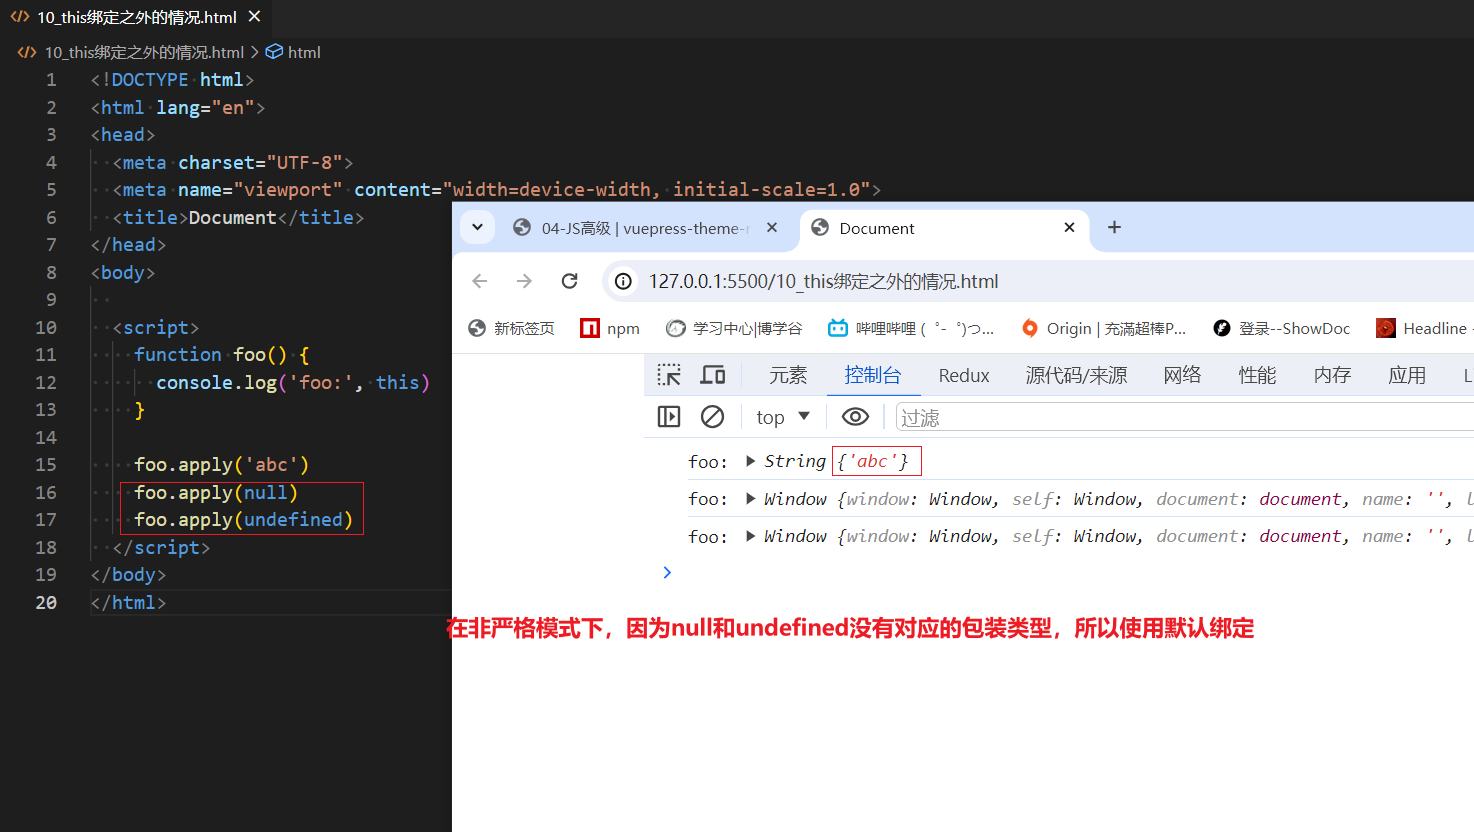 10_this绑定之外的情况.html
10_this绑定之外的情况.html > html
1 <!DOCTYPE html>
2 <html lang="en">
3 <head>
4 <meta charset="UTF-8">
5 <meta name="viewport" content="width=device-width, initial-scale=1.0">
6 <title>Document</title>
7 </head>
8 <body>
9
10 <script>
11 function foo() {
12 console.log('foo:', this)
13 }
14
15 foo.apply('abc')
16 foo.apply(null)
17 foo.apply(undefined)
18 </script>
19 </body>
20 </html>
04-JS高级 | vuepress-theme- Document
127.0.0.1:5500/10_this绑定之外的情况.html
新标签页 npm 学习中心|博学谷 哔哩哔哩 ( ゜- ゜)つ... Origin | 充滿超棒P... 登录--ShowDoc Headline
元素 控制台 Redux 源代码/来源 网络 性能 内存 应用 L
top 过滤
foo: ▶ String {'abc'}
foo: ▶ Window {window: Window, self: Window, document: document, name: '', l
foo: ▶ Window {window: Window, self: Window, document: document, name: '', l
>
在非严格模式下，因为null和undefined没有对应的包装类型，所以使用默认绑定